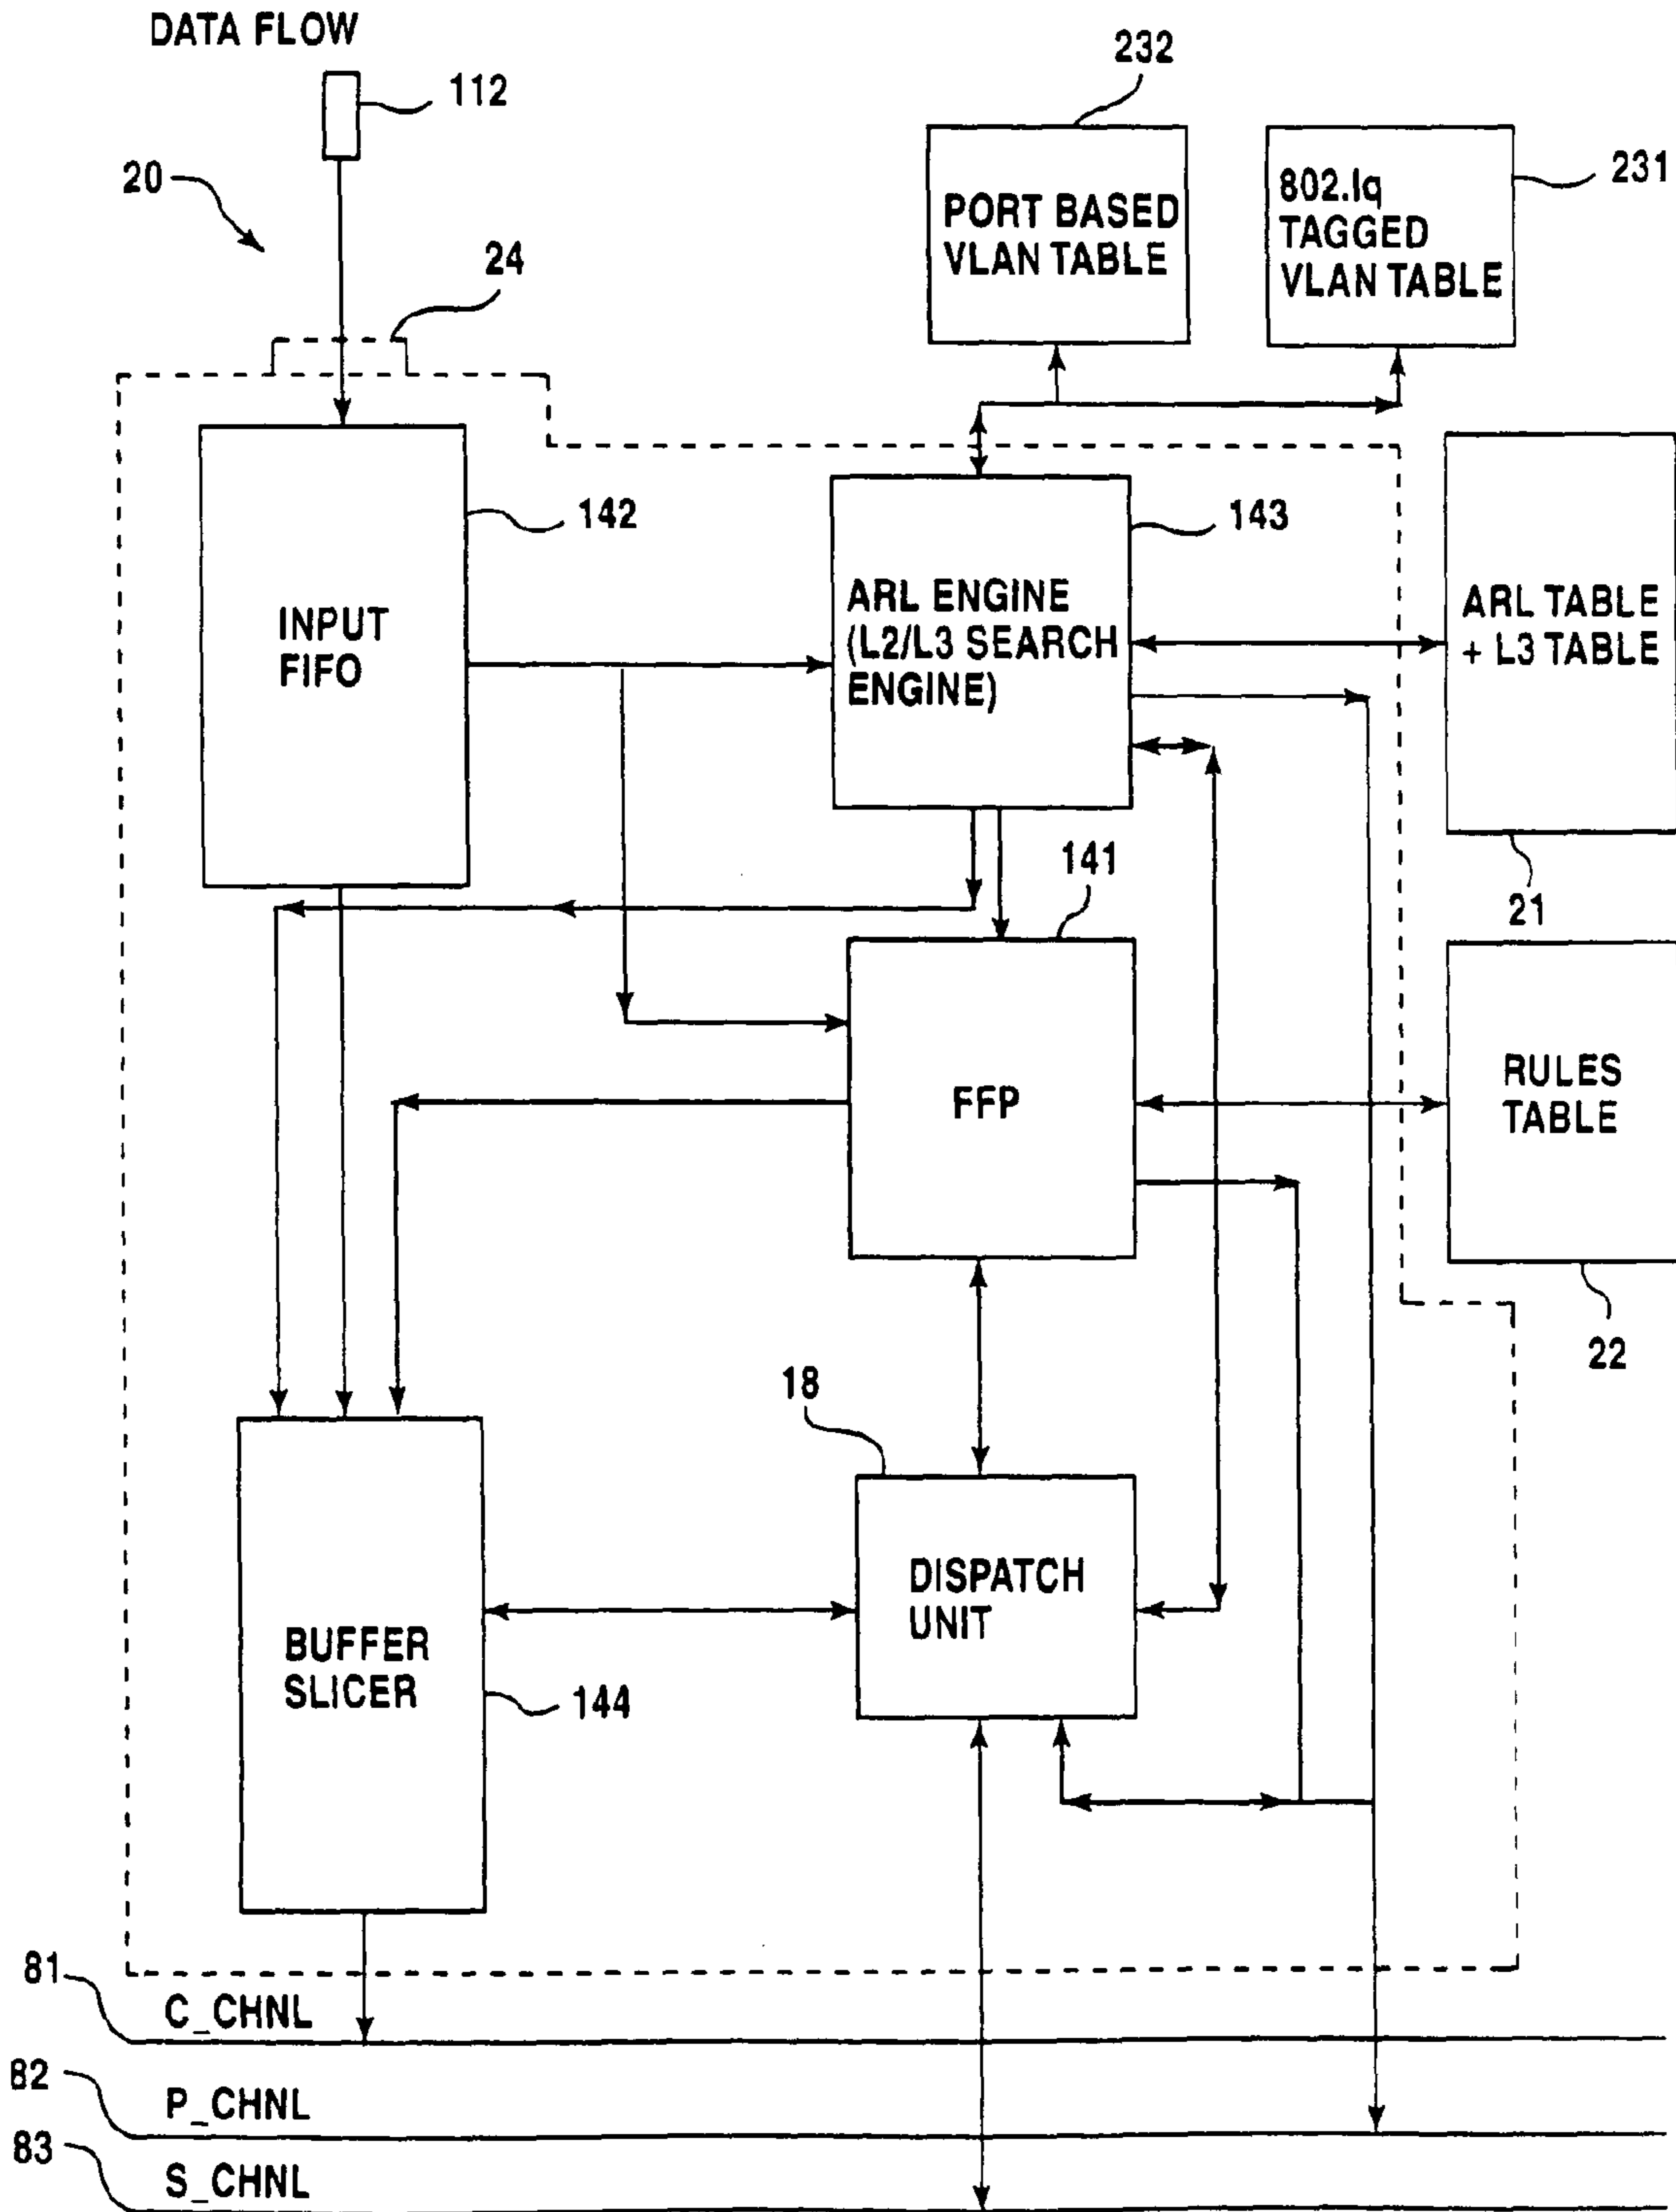 DATA FLOW
112
232
20
231
24
PORT BASED
VLAN TABLE
802.1q
TAGGED
VLAN TABLE
142
143
INPUT
FIFO
ARL ENGINE
(L2/L3 SEARCH
ENGINE)
ARL TABLE
+ L3 TABLE
141
21
FFP
RULES
TABLE
22
18
DISPATCH
UNIT
BUFFER
SLICER
144
81
C_CHNL
82
P_CHNL
83
S_CHNL